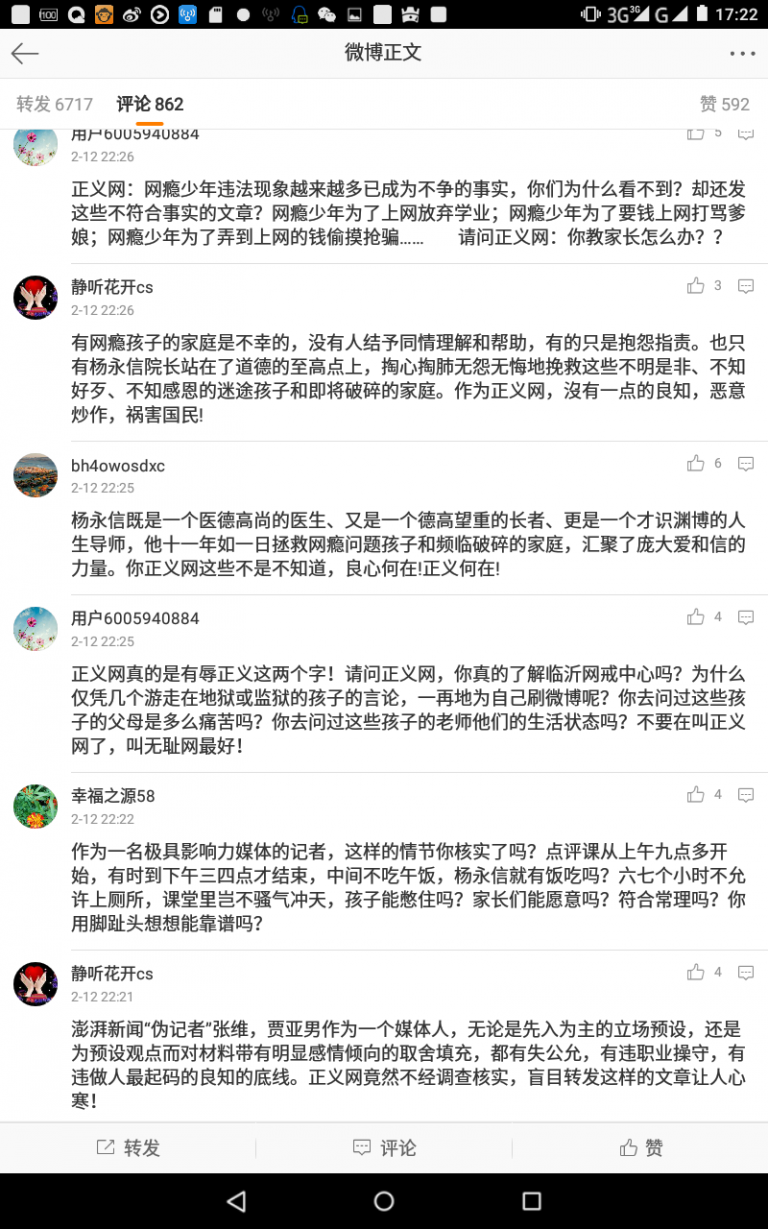 100
3G
3G
G
17:22
微博正文
转发 6717
评论 862
赞 592
用户6005940884
5
2-12 22:26
正义网：网瘾少年违法现象越来越多已成为不争的事实，你们为什么看不到？却还发
这些不符合事实的文章？网瘾少年为了上网放弃学业；网瘾少年为了要钱上网打骂爹
娘；网瘾少年为了弄到上网的钱偷摸抢骗…… 请问正义网：你教家长怎么办？？
静听花开cs
3
2-12 22:26
有网瘾孩子的家庭是不幸的，没有人结予同情理解和帮助，有的只是抱怨指责。也只
有杨永信院长站在了道德的至高点上，掏心掏肺无怨无悔地挽救这些不明是非、不知
好歹、不知感恩的迷途孩子和即将破碎的家庭。作为正义网，沒有一点的良知，恶意
炒作，祸害国民!
bh4owosdxc
6
2-12 22:25
杨永信既是一个医德高尚的医生、又是一个德高望重的长者、更是一个才识渊博的人
生导师，他十一年如一日拯救网瘾问题孩子和频临破碎的家庭，汇聚了庞大爱和信的
力量。你正义网这些不是不知道，良心何在!正义何在!
用户6005940884
4
2-12 22:25
正义网真的是有辱正义这两个字！请问正义网，你真的了解临沂网戒中心吗？为什么
仅凭几个游走在地狱或监狱的孩子的言论，一再地为自己刷微博呢？你去问过这些孩
子的父母是多么痛苦吗？你去问过这些孩子的老师他们的生活状态吗？不要在叫正义
网了，叫无耻网最好！
幸福之源58
4
2-12 22:22
作为一名极具影响力媒体的记者，这样的情节你核实了吗？点评课从上午九点多开
始，有时到下午三四点才结束，中间不吃午饭，杨永信就有饭吃吗？六七个小时不允
许上厕所，课堂里岂不骚气冲天，孩子能憋住吗？家长们能愿意吗？符合常理吗？你
用脚趾头想想能靠谱吗？
静听花开cs
4
2-12 22:21
澎湃新闻“伪记者”张维，贾亚男作为一个媒体人，无论是先入为主的立场预设，还是
为预设观点而对材料带有明显感情倾向的取舍填充，都有失公允，有违职业操守，有
违做人最起码的良知的底线。正义网竟然不经调查核实，盲目转发这样的文章让人心
寒！
转发
评论
赞